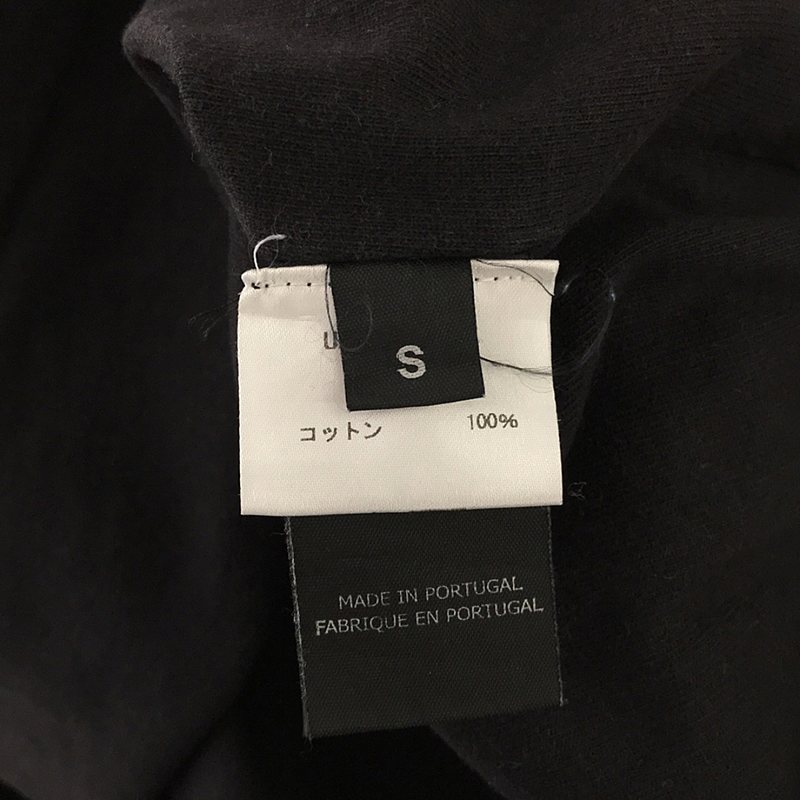 S
コットン 100%
MADE IN PORTUGAL
FABRIQUE EN PORTUGAL